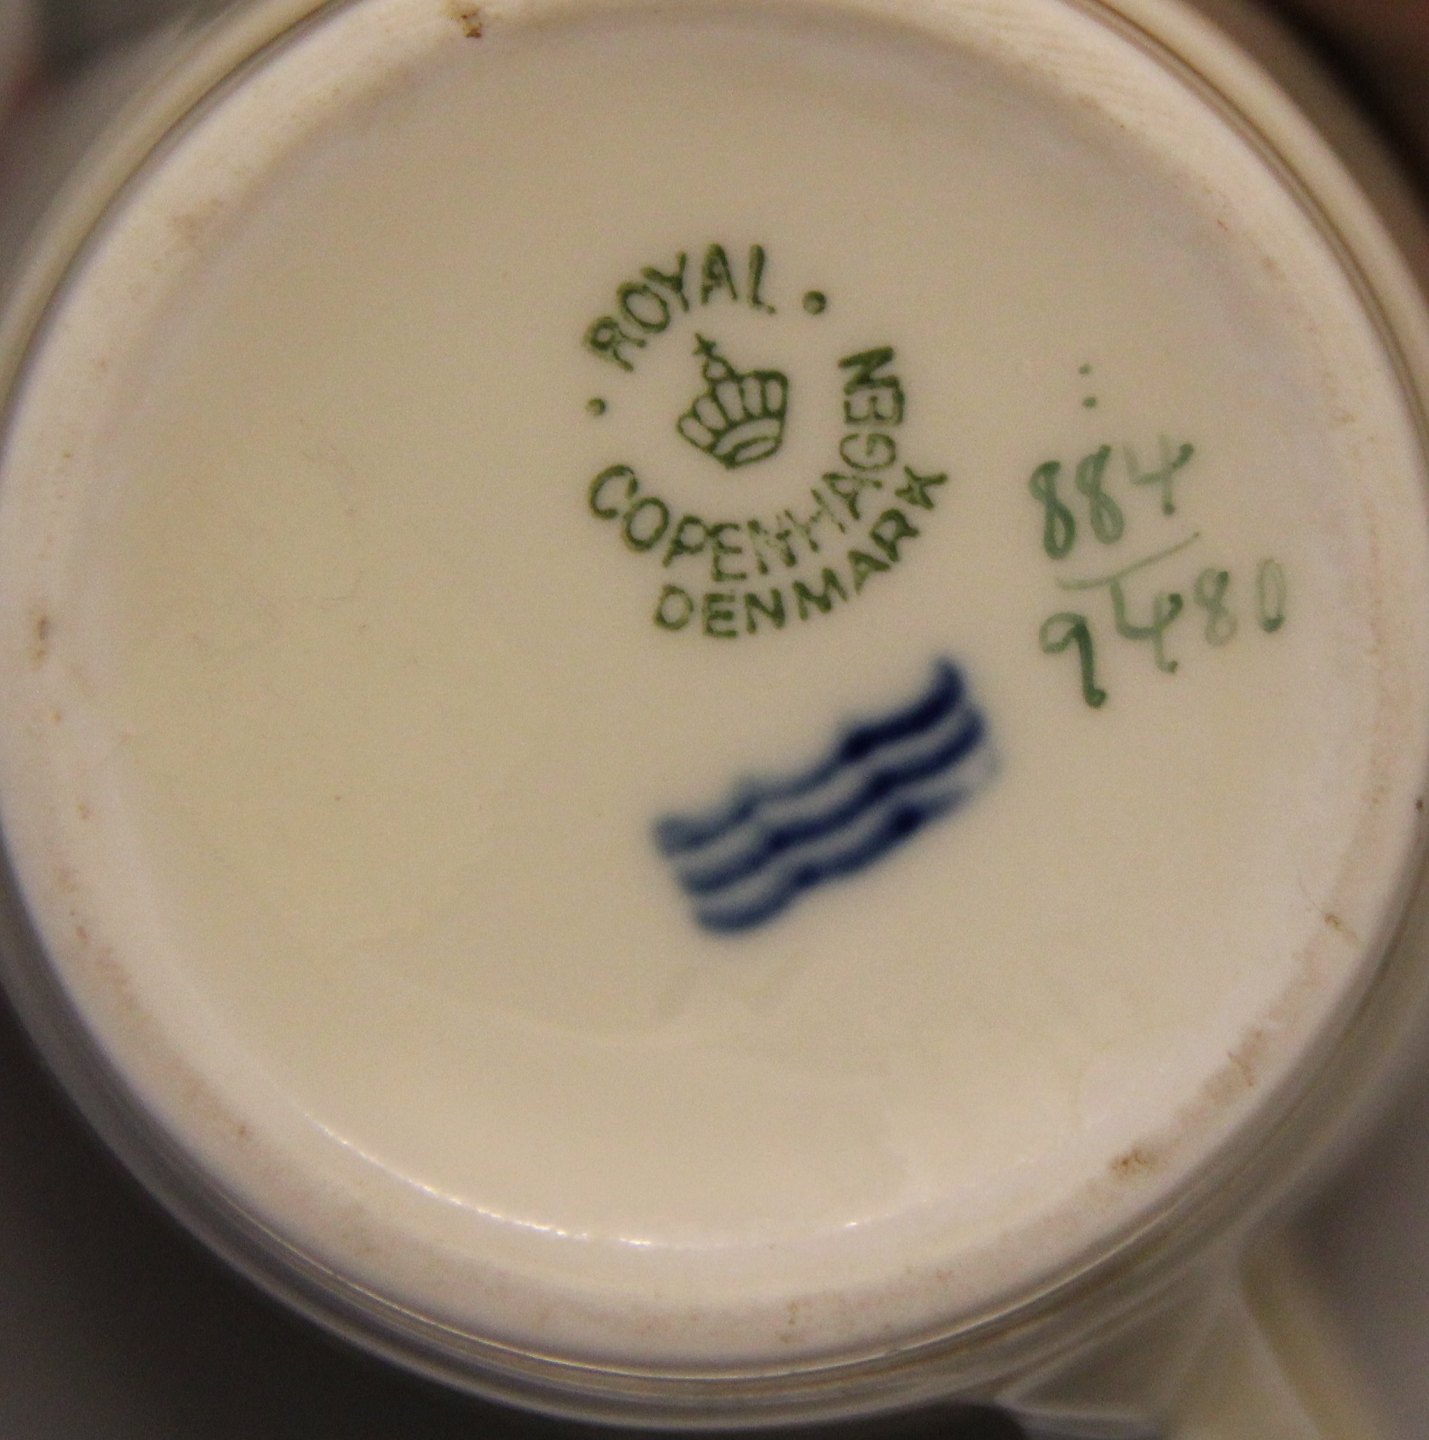 ROYAL
COPENHAGEN
DENMARK
884
9480